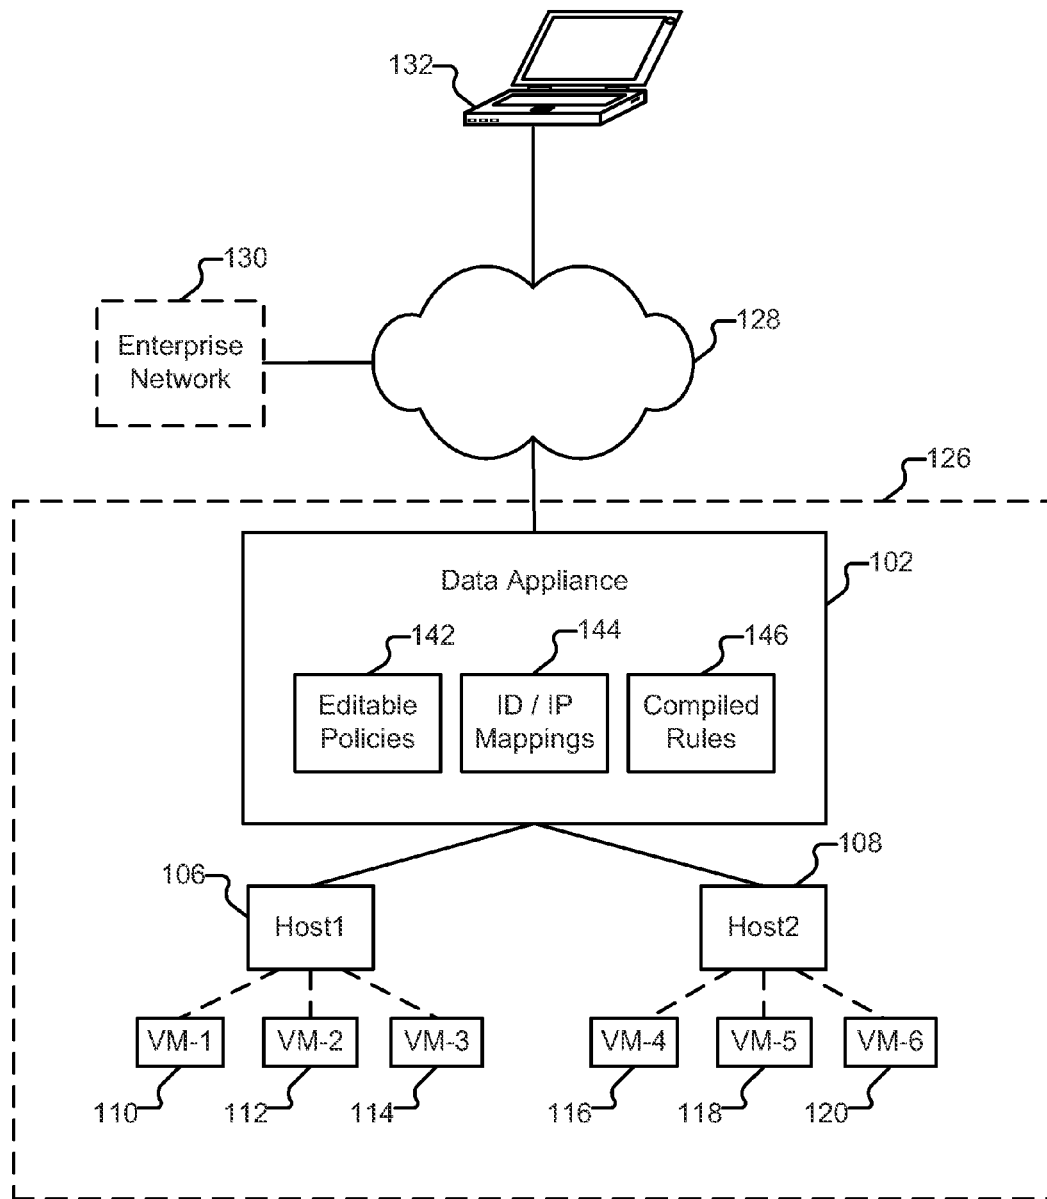 132
130
Enterprise
Network
128
126
102
Data Appliance
142
144
146
Editable
Policies
ID / IP
Mappings
Compiled
Rules
106
108
Host1
Host2
VM-1
VM-2
VM-3
VM-4
VM-5
VM-6
110
112
114
116
118
120